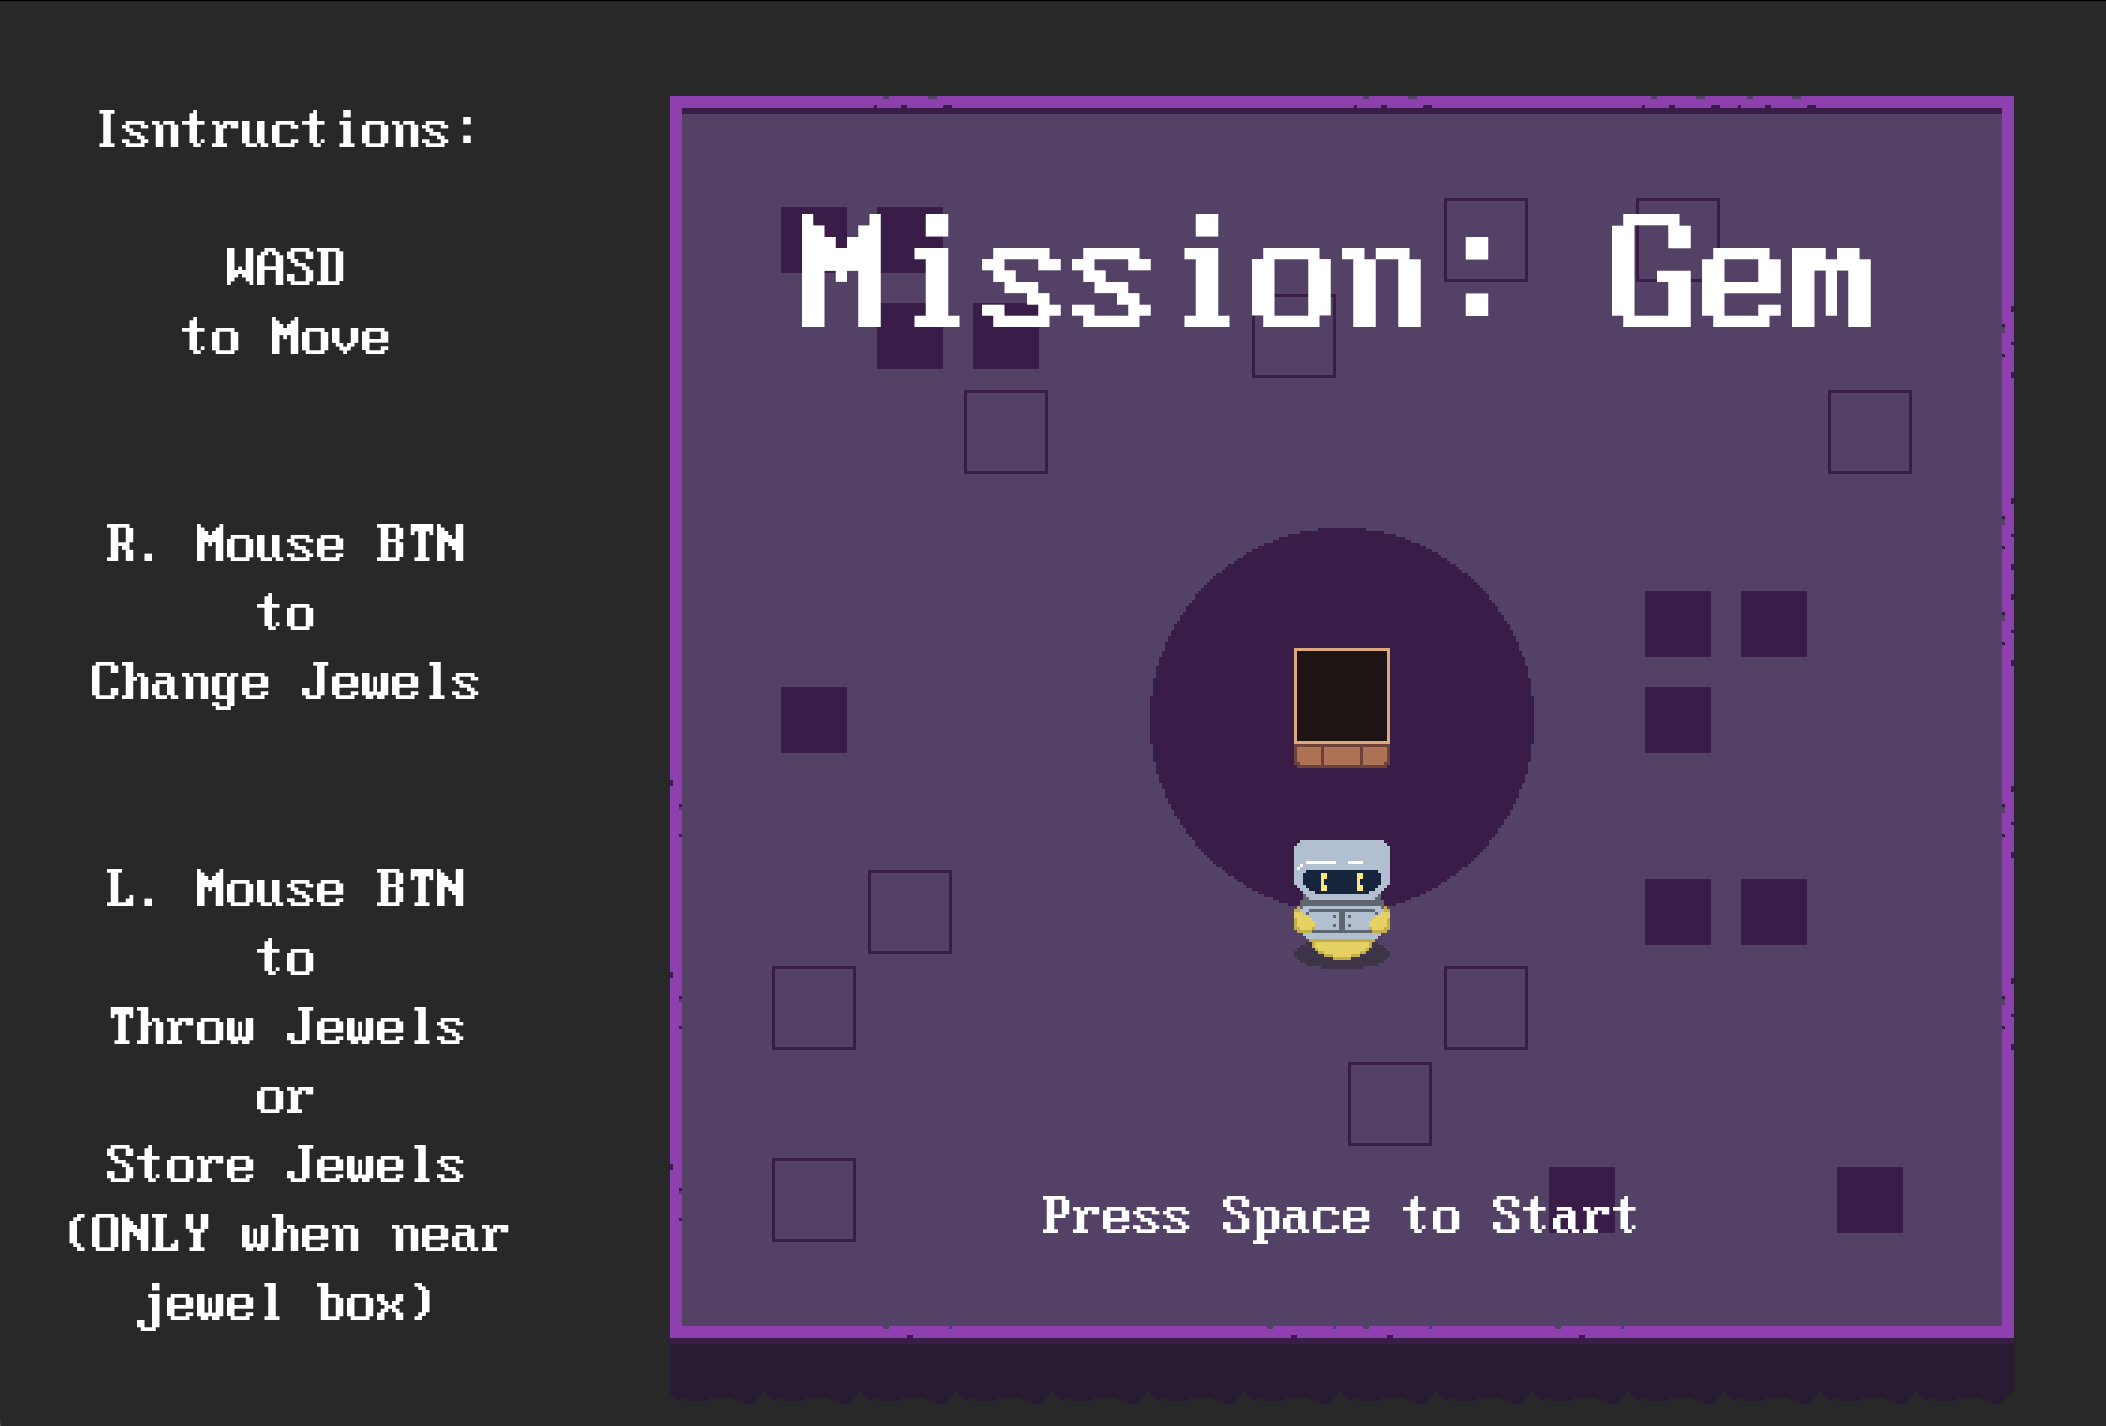 Isntructions:
WASD
to Move
R. Mouse BTN
to
Change Jewels
L. Mouse BTN
to
Throw Jewels
or
Store Jewels
(ONLY when near
jewel box)
Mission: Gem
Press Space to Start